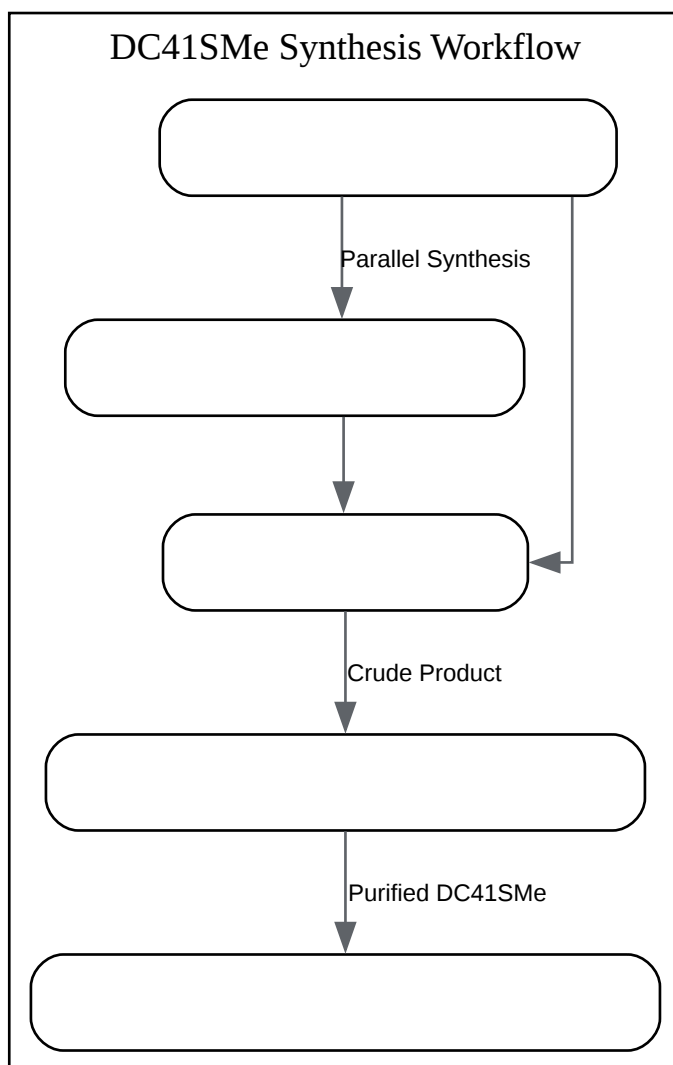 DC41SMe Synthesis Workflow
Parallel Synthesis
Crude Product
Purified DC41SMe